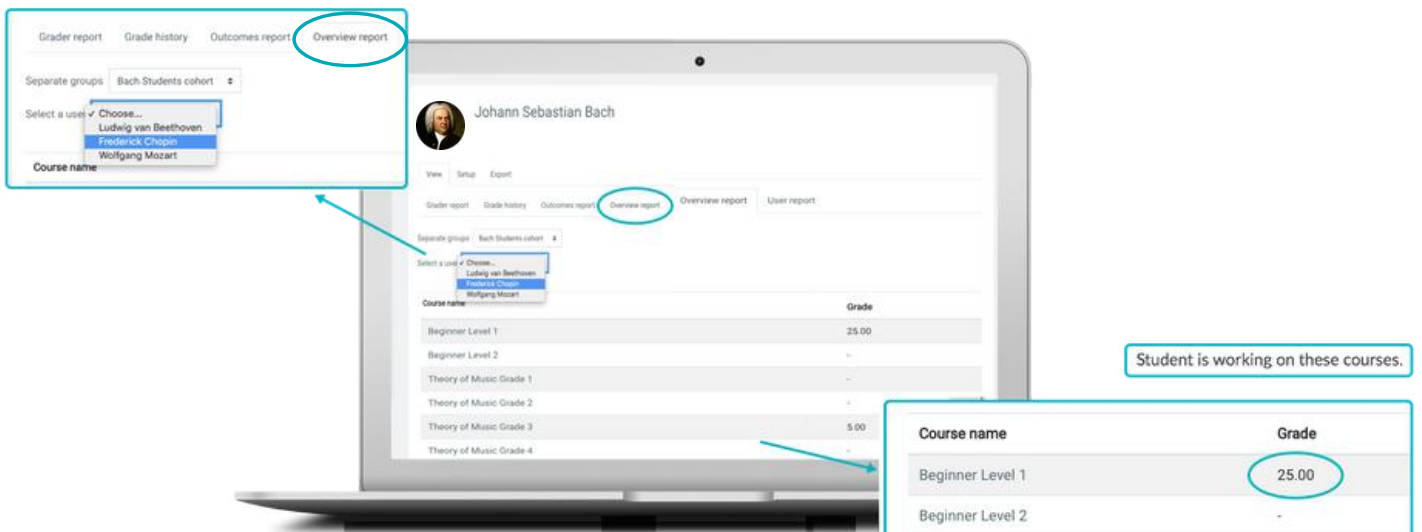 Grader report Grade history Outcomes report Overview report
Separate groups Bach Students cohort
Select a user ✓ Choose...
Ludwig van Beethoven
Frederick Chopin
Wolfgang Mozart
Course name
Johann Sebastian Bach
View Setup Export
Grader report Grade history Outcomes report Overview report Overview report User report
Separate groups Bach Students cohort
Select a user ✓ Choose...
Ludwig van Beethoven
Frederick Chopin
Wolfgang Mozart
Course name Grade
Beginner Level 1 25.00
Beginner Level 2 -
Theory of Music Grade 1 -
Theory of Music Grade 2 -
Theory of Music Grade 3 5.00
Theory of Music Grade 4 -
Student is working on these courses.
Course name Grade
Beginner Level 1 25.00
Beginner Level 2 -